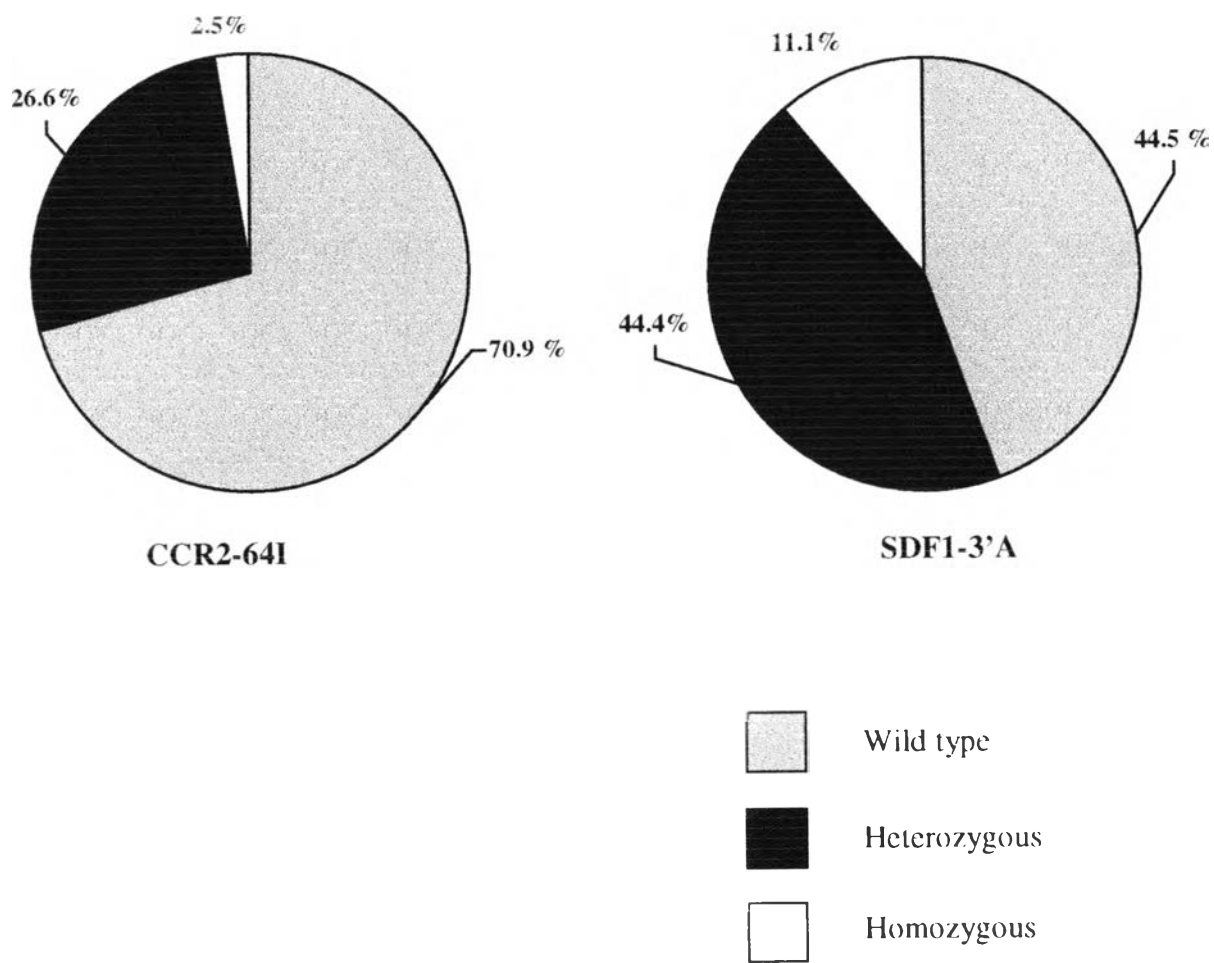 2.5%
26.6%
70.9 %
CCR2-64I
11.1%
44.5 %
44.4%
SDF1-3’A
Wild type
Heterozygous
Homozygous